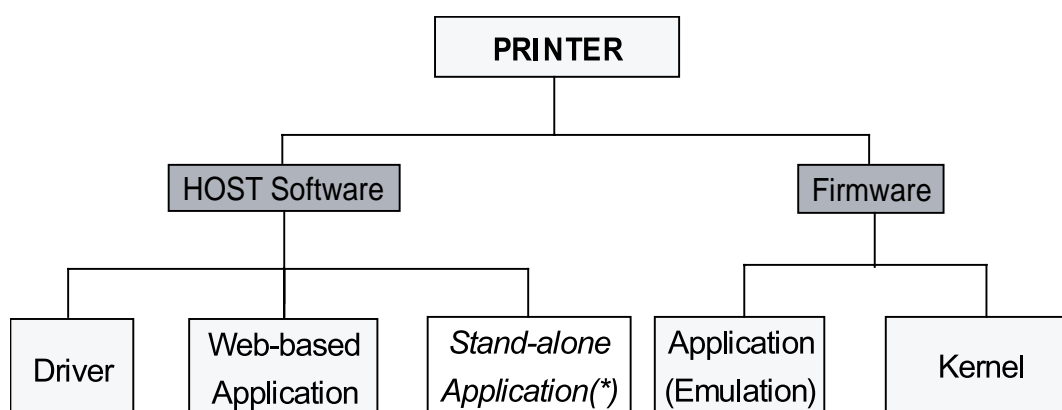 PRINTER
HOST Software
Firmware
Driver
Web-based
Application
Stand-alone
Application(*)
Application
(Emulation)
Kernel